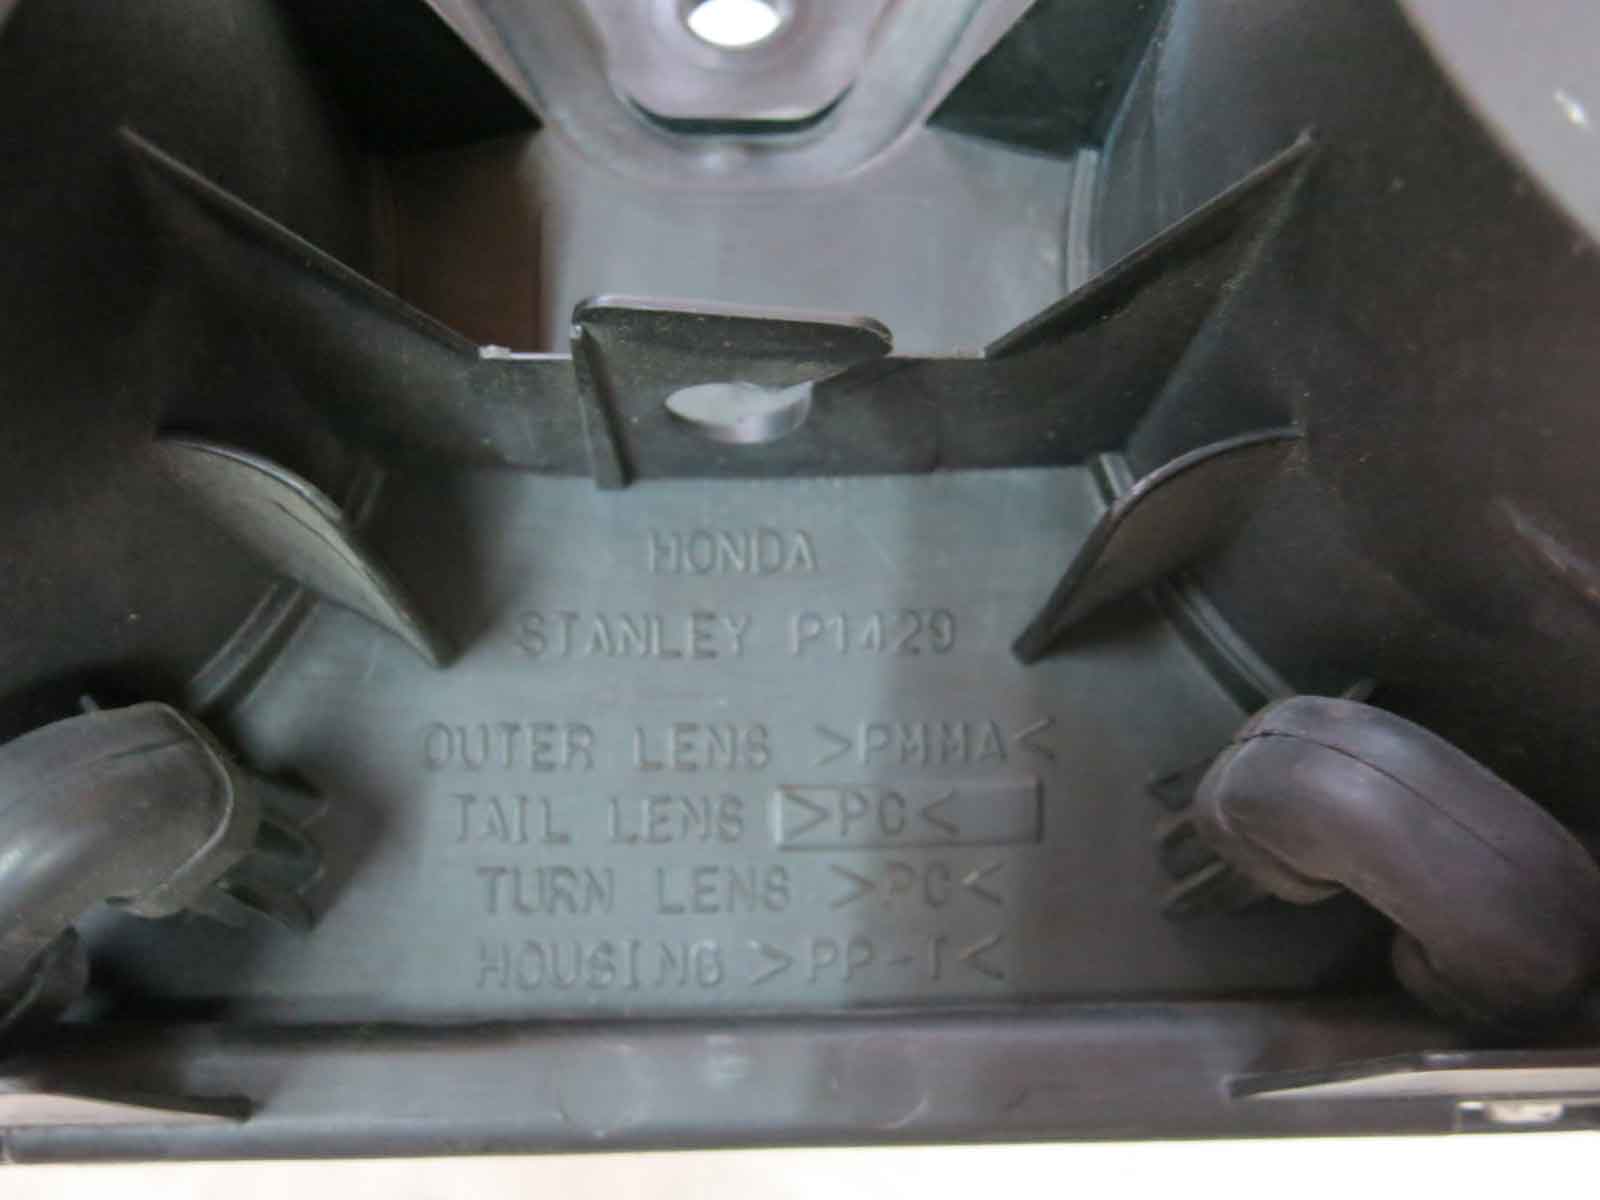 HONDA
STANLEY P1429
OUTER LENS >PMMA<
TAIL LENS >PC<
TURN LENS >PC<
HOUSING >PP-T<